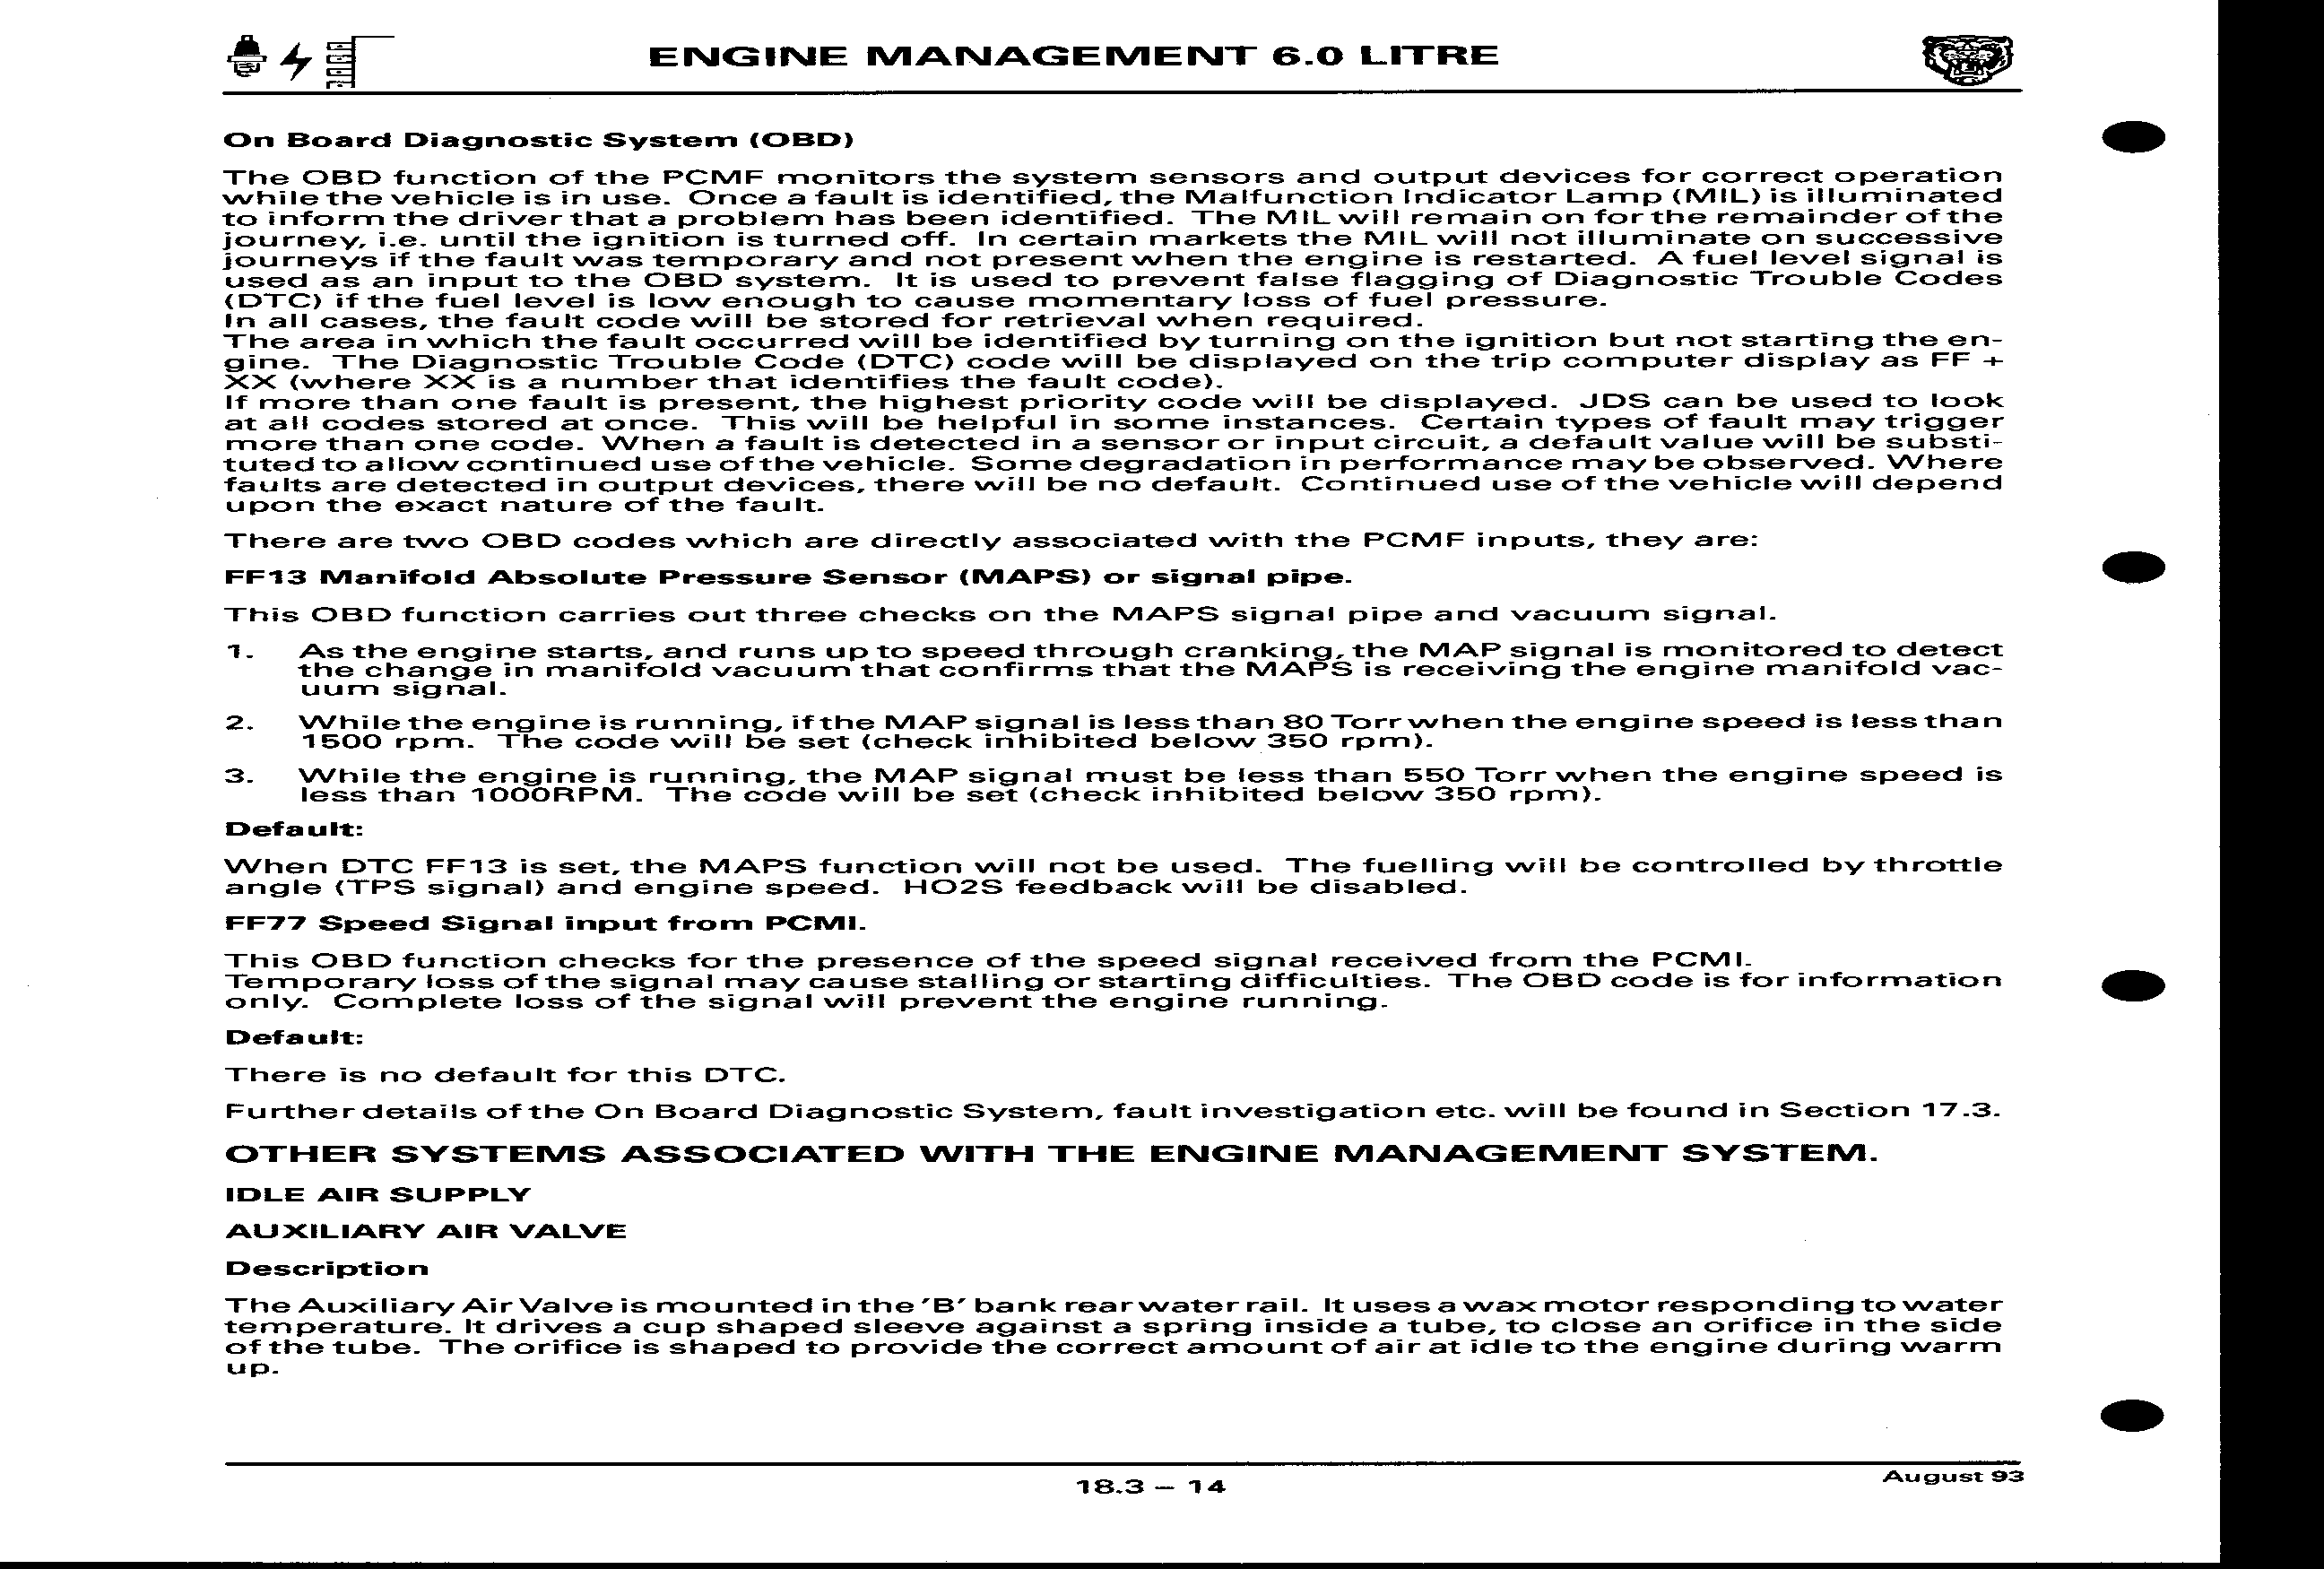 ENGINE MANAGEMENT 6.0 LITRE
On Board Diagnostic System (OBD)
The OBD function of the PCMF monitors the system sensors and output devices for correct operation
while the vehicle is in use. Once a fault is identified, the Malfunction Indicator Lamp (MIL) is illuminated
to inform the driver that a problem has been identified. The MIL will remain on for the remainder of the
journey, i.e. until the ignition is turned off. In certain markets the MIL will not illuminate on successive
journeys if the fault was temporary and not present when the engine is restarted. A fuel level signal is
used as an input to the OBD system. It is used to prevent false flagging of Diagnostic Trouble Codes
(DTC) if the fuel level is low enough to cause momentary loss of fuel pressure.
In all cases, the fault code will be stored for retrieval when required.
The area in which the fault occurred will be identified by turning on the ignition but not starting the en-
gine. The Diagnostic Trouble Code (DTC) code will be displayed on the trip computer display as FF +
XX (where XX is a number that identifies the fault code).
If more than one fault is present, the highest priority code will be displayed. JDS can be used to look
at all codes stored at once. This will be helpful in some instances. Certain types of fault may trigger
more than one code. When a fault is detected in a sensor or input circuit, a default value will be substi-
tuted to allow continued use of the vehicle. Some degradation in performance may be observed. Where
faults are detected in output devices, there will be no default. Continued use of the vehicle will depend
upon the exact nature of the fault.
There are two OBD codes which are directly associated with the PCMF inputs, they are:
FF13 Manifold Absolute Pressure Sensor (MAPS) or signal pipe.
This OBD function carries out three checks on the MAPS signal pipe and vacuum signal.
1. As the engine starts, and runs up to speed through cranking, the MAP signal is monitored to detect
the change in manifold vacuum that confirms that the MAPS is receiving the engine manifold vac-
uum signal.
2. While the engine is running, if the MAP signal is less than 80 Torr when the engine speed is less than
1500 rpm. The code will be set (check inhibited below 350 rpm).
3. While the engine is running, the MAP signal must be less than 550 Torr when the engine speed is
less than 1000RPM. The code will be set (check inhibited below 350 rpm).
Default:
When DTC FF13 is set, the MAPS function will not be used. The fuelling will be controlled by throttle
angle (TPS signal) and engine speed. HO2S feedback will be disabled.
FF77 Speed Signal input from PCMI.
This OBD function checks for the presence of the speed signal received from the PCMI.
Temporary loss of the signal may cause stalling or starting difficulties. The OBD code is for information
only. Complete loss of the signal will prevent the engine running.
Default:
There is no default for this DTC.
Further details of the On Board Diagnostic System, fault investigation etc. will be found in Section 17.3.
OTHER SYSTEMS ASSOCIATED WITH THE ENGINE MANAGEMENT SYSTEM.
IDLE AIR SUPPLY
AUXILIARY AIR VALVE
Description
The Auxiliary Air Valve is mounted in the 'B' bank rear water rail. It uses a wax motor responding to water
temperature. It drives a cup shaped sleeve against a spring inside a tube, to close an orifice in the side
of the tube. The orifice is shaped to provide the correct amount of air at idle to the engine during warm
up.
18.3 – 14
August 93